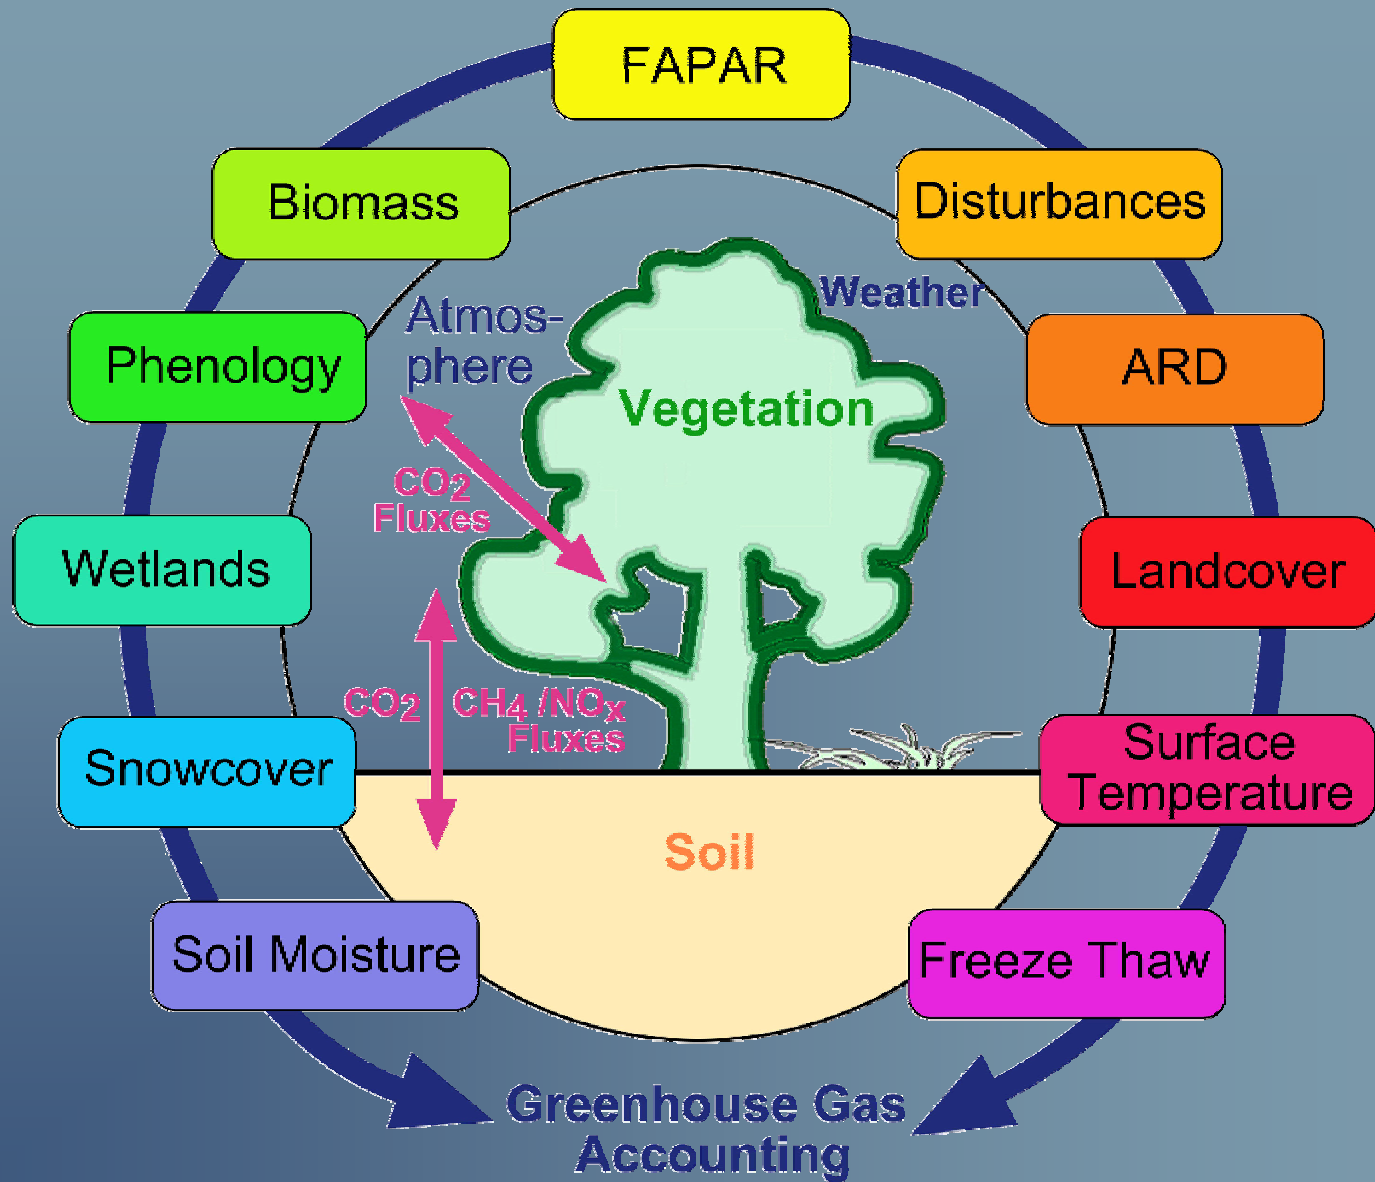 FAPAR
Biomass
Disturbances
Atmos-
phere
Weather
Phenology
ARD
Vegetation
CO2
Fluxes
Wetlands
Landcover
CO2
CH4 /NOx
Fluxes
Snowcover
Surface
Temperature
Soil
Soil Moisture
Freeze Thaw
Greenhouse Gas
Accounting